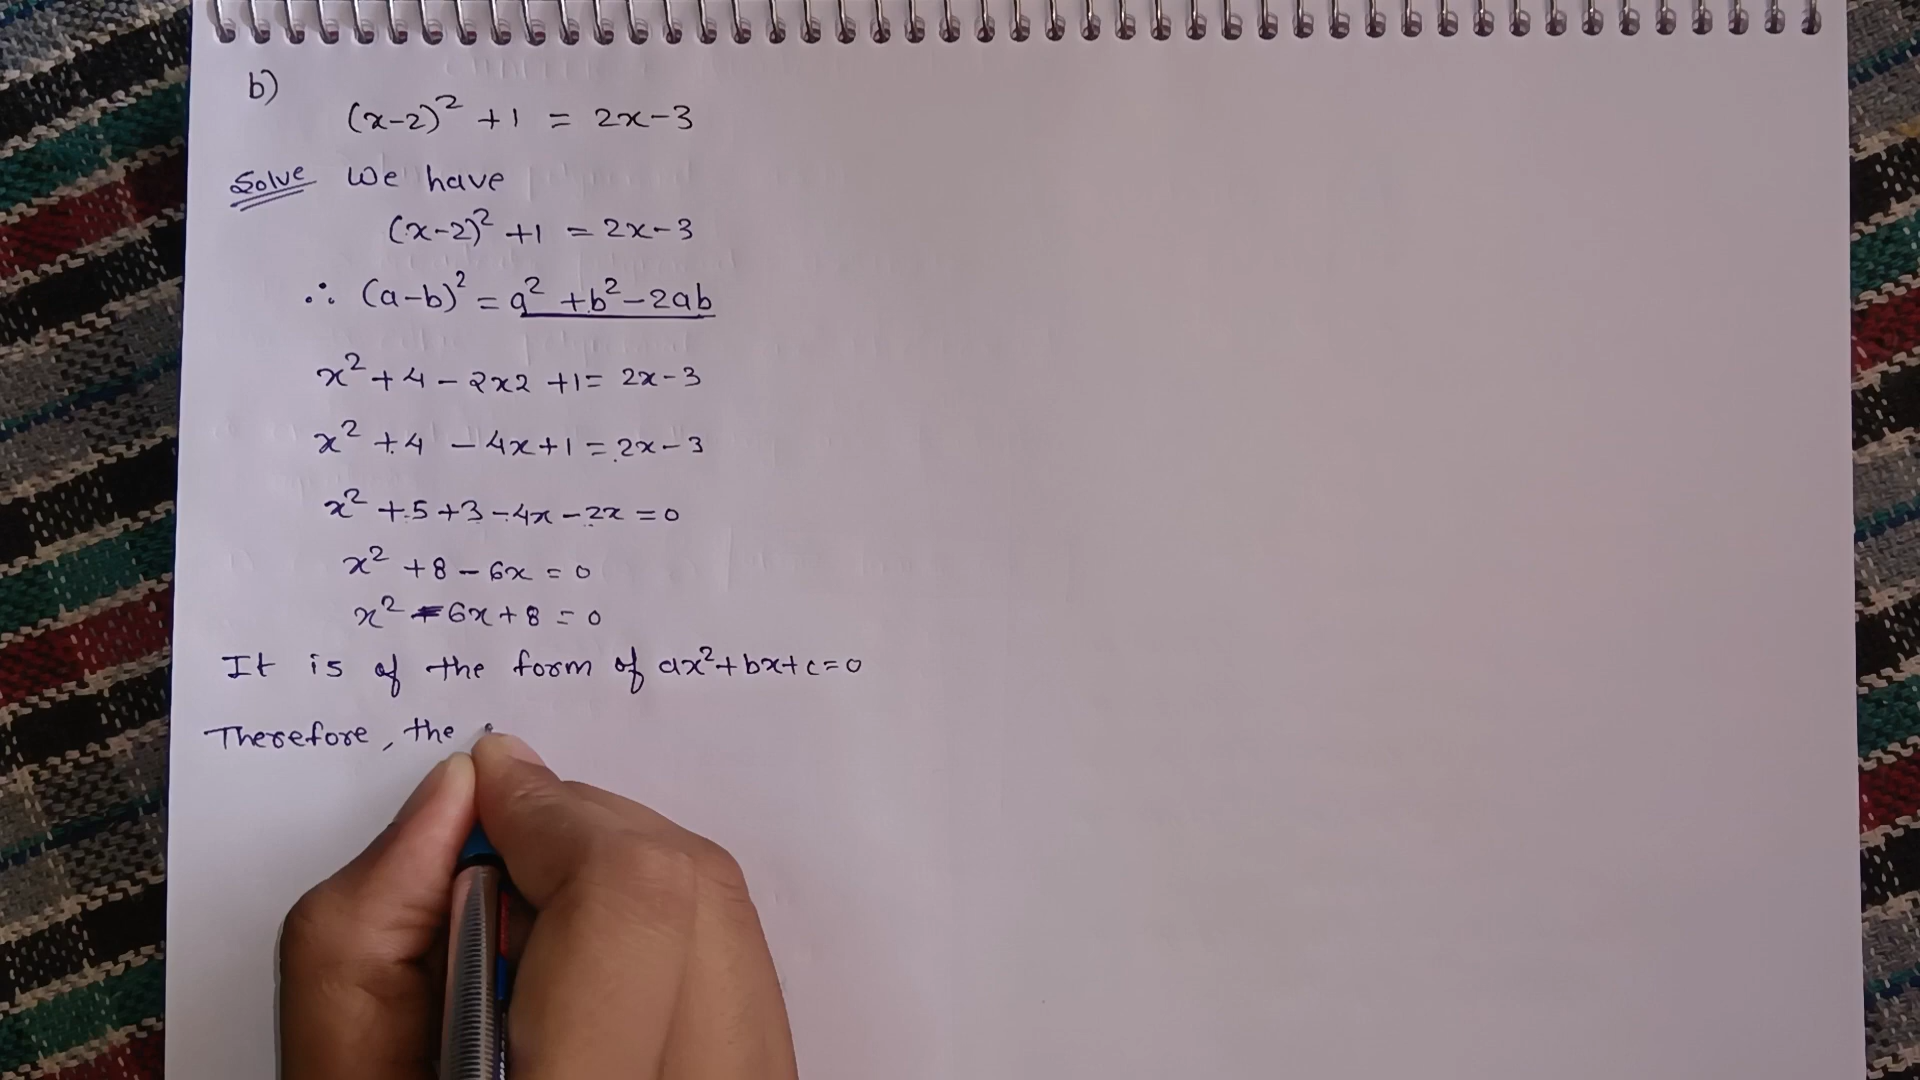 b)
(x-2)² +1 = 2x-3
Solve We have
(x-2)² +1 = 2x-3
∴ (a-b)² = a² +b²-2ab
x² +4 - 2x2 +1= 2x-3
x² +4 - 4x+1 = 2x-3
x² +5+3-4x-2x =0
x² +8-6x =0
x² -6x+8 =0
It is of the form of ax²+bx+c=0
Therefore, the